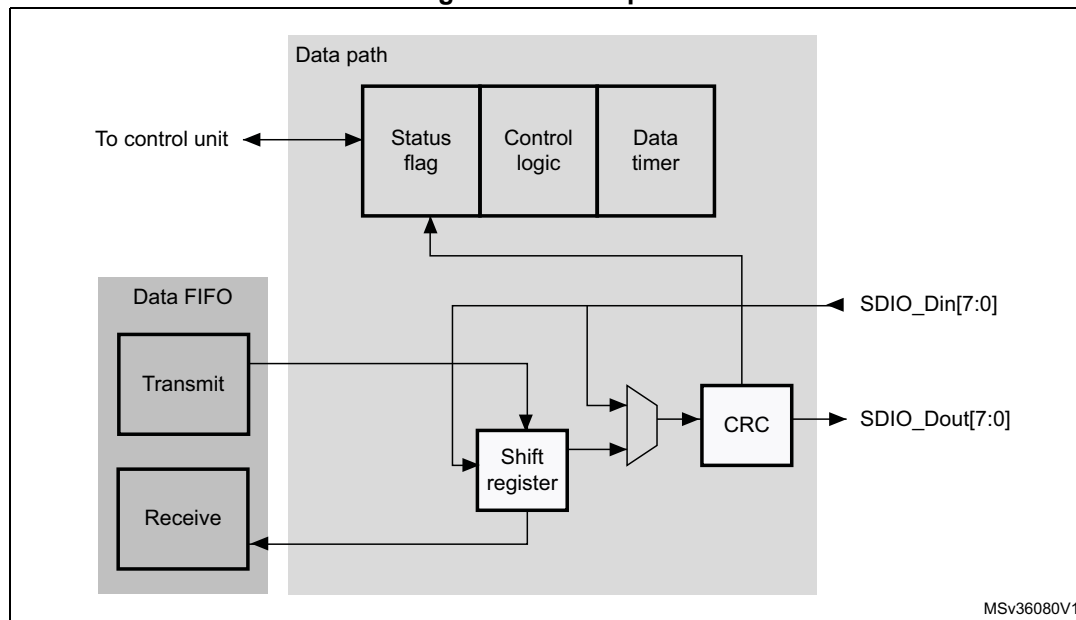 Data path
To control unit
Status
flag
Control
logic
Data
timer
Data FIFO
SDIO_Din[7:0]
Transmit
CRC
SDIO_Dout[7:0]
Shift
register
Receive
MSv36080V1